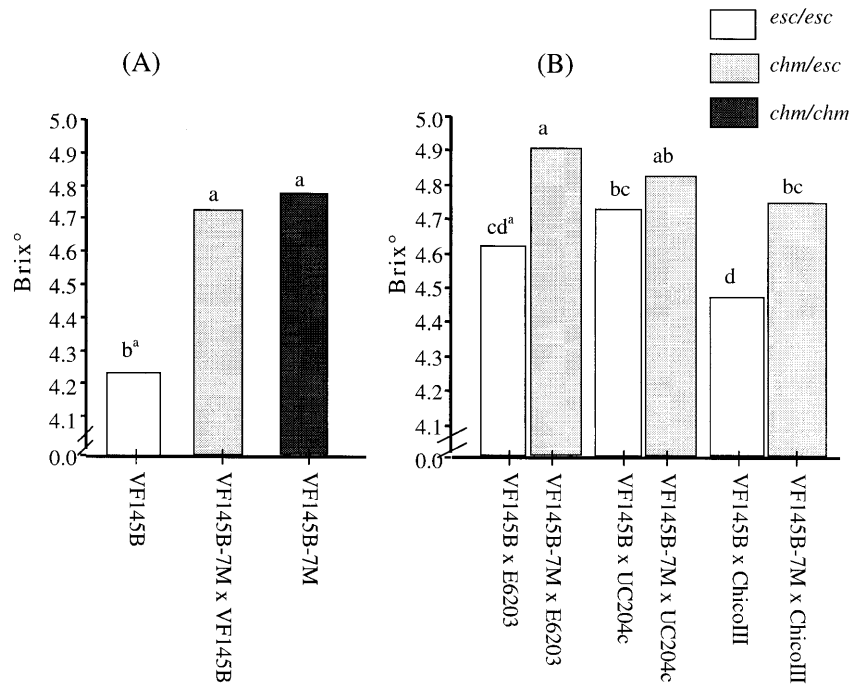 esc/esc
chm/esc
chm/chm
(A)
Brix°
5.0
4.9
4.8
4.7
4.6
4.5
4.4
4.3
4.2
4.1
0.0
bᵃ
a
a
VF145B
VF145B-7M x VF145B
VF145B-7M
(B)
Brix°
5.0
4.9
4.8
4.7
4.6
4.5
4.4
4.3
4.2
4.1
0.0
cdᵃ
a
bc
ab
d
bc
VF145B x E6203
VF145B-7M x E6203
VF145B x UC204c
VF145B-7M x UC204c
VF145B x ChicoIII
VF145B-7M x ChicoIII